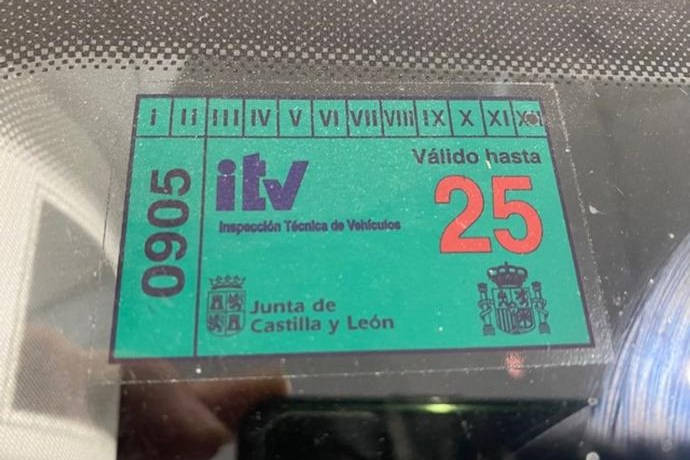 I II III IV V VI VII VIII IX X XI XII
0905
itv
Válido hasta
25
Inspección Técnica de Vehículos
Junta de
Castilla y León